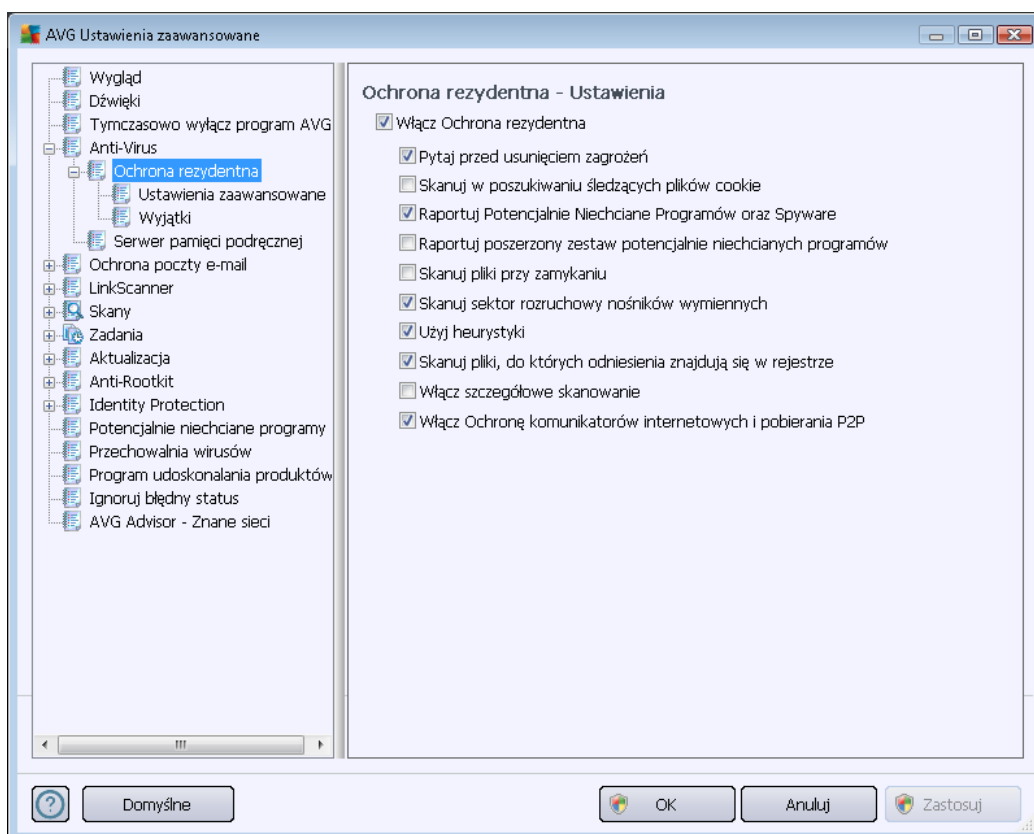 AVG Ustawienia zaawansowane
Wygląd
Dźwięki
Tymczasowo wyłącz program AVG
Anti-Virus
Ochrona rezydentna
Ustawienia zaawansowane
Wyjątki
Serwer pamięci podręcznej
Ochrona poczty e-mail
LinkScanner
Skany
Zadania
Aktualizacja
Anti-Rootkit
Identity Protection
Potencjalnie niechciane programy
Przechowalnia wirusów
Program udoskonalania produktów
Ignoruj błędny status
AVG Advisor - Znane sieci
Ochrona rezydentna - Ustawienia
Włącz Ochrona rezydentna
Pytaj przed usunięciem zagrożeń
Skanuj w poszukiwaniu śledzących plików cookie
Raportuj Potencjalnie Niechciane Programów oraz Spyware
Raportuj poszerzony zestaw potencjalnie niechcianych programów
Skanuj pliki przy zamykaniu
Skanuj sektor rozruchowy nośników wymiennych
Użyj heurystyki
Skanuj pliki, do których odniesienia znajdują się w rejestrze
Włącz szczegółowe skanowanie
Włącz Ochronę komunikatorów internetowych i pobierania P2P
Domyślne
OK
Anuluj
Zastosuj